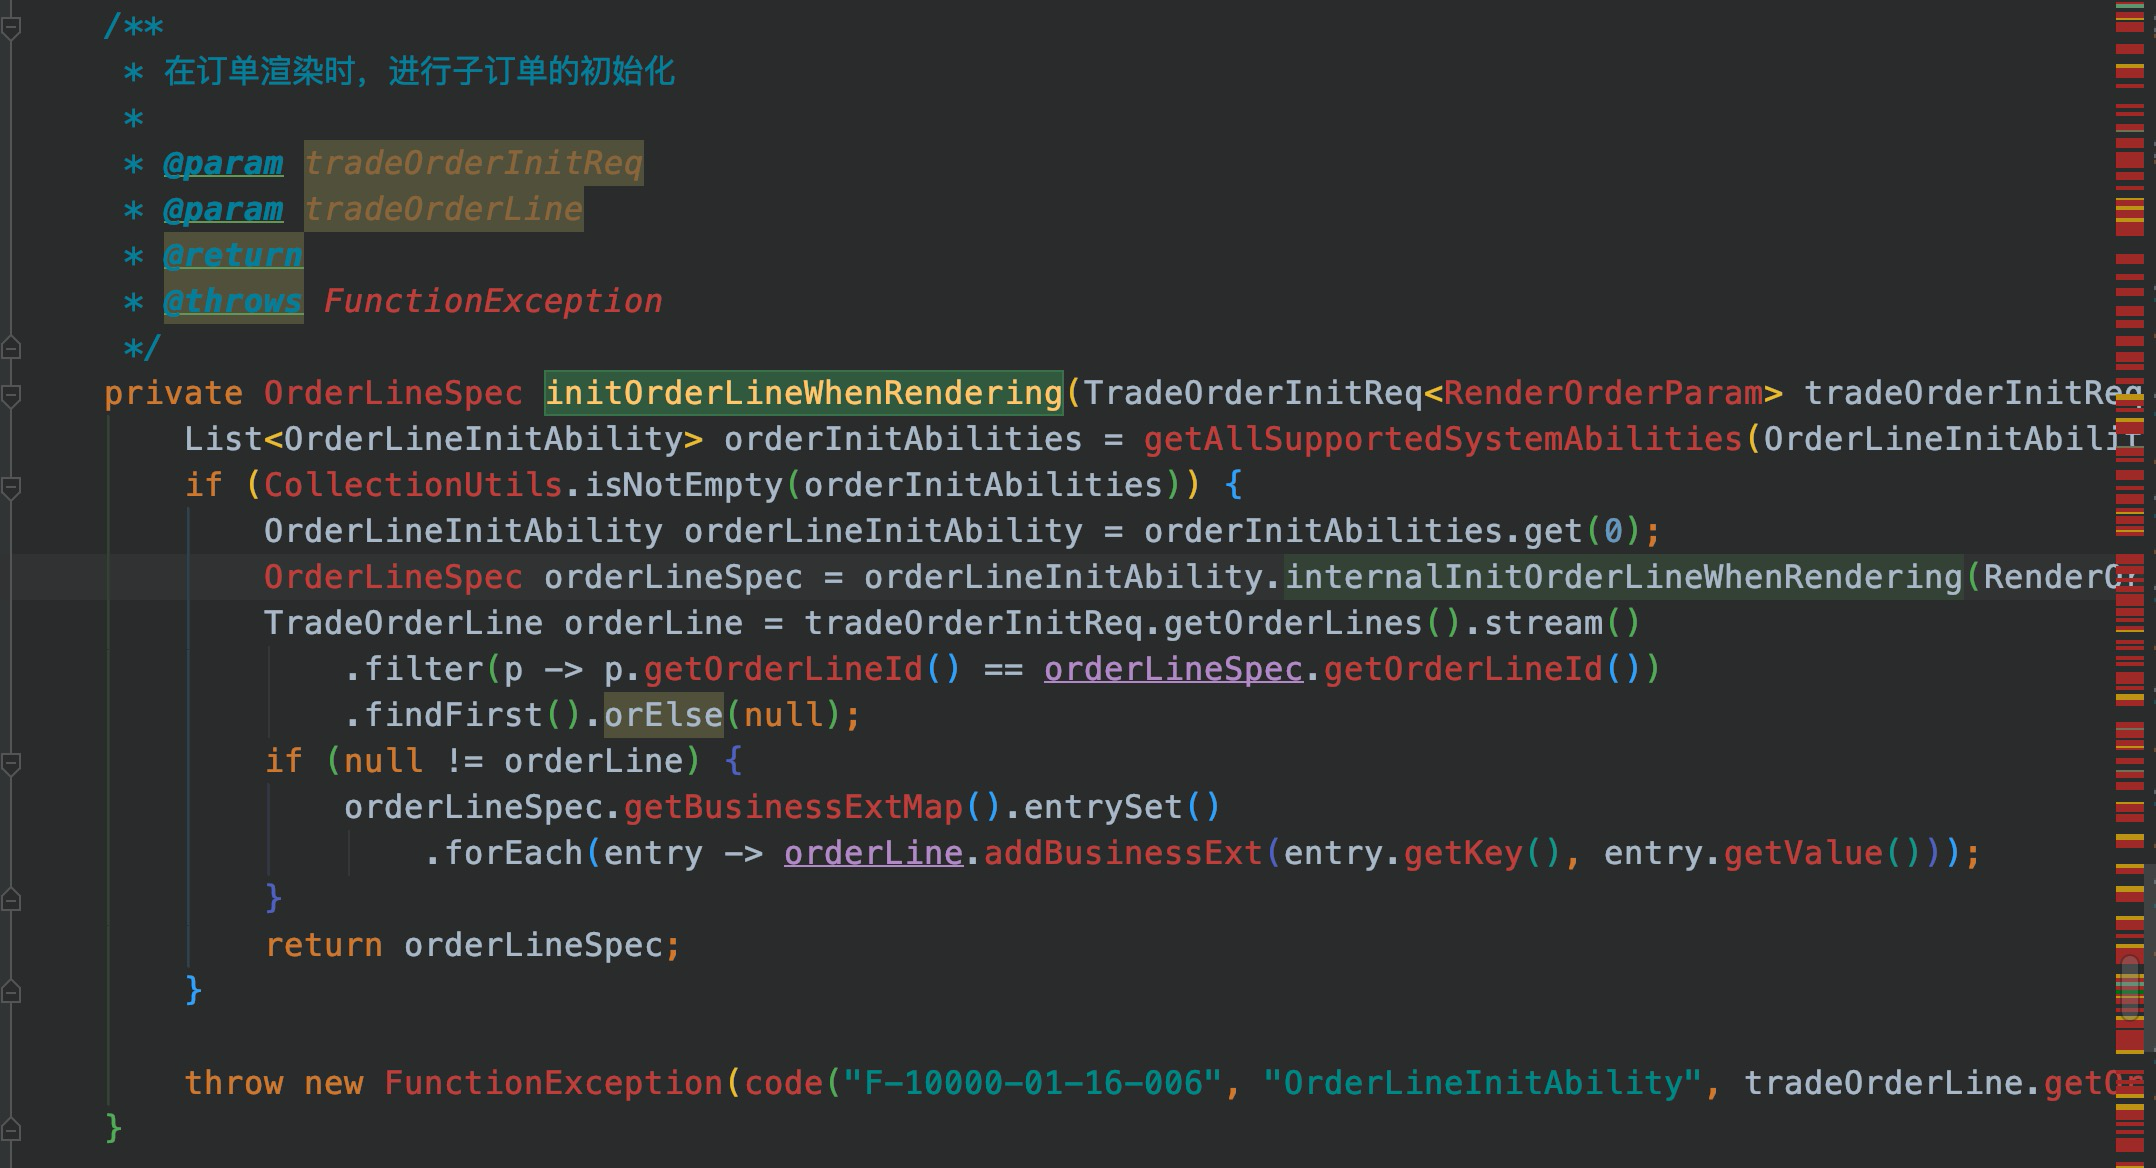 /**
* 在订单渲染时，进行子订单的初始化
*
* @param tradeOrderInitReq
* @param tradeOrderLine
* @return
* @throws FunctionException
*/
private OrderLineSpec initOrderLineWhenRendering(TradeOrderInitReq<RenderOrderParam> tradeOrderInitReq
List<OrderLineInitAbility> orderInitAbilities = getAllSupportedSystemAbilities(OrderLineInitAbilit
if (CollectionUtils.isNotEmpty(orderInitAbilities)) {
OrderLineInitAbility orderLineInitAbility = orderInitAbilities.get(0);
OrderLineSpec orderLineSpec = orderLineInitAbility.internalInitOrderLineWhenRendering(RenderOr
TradeOrderLine orderLine = tradeOrderInitReq.getOrderLines().stream()
.filter(p -> p.getOrderLineId() == orderLineSpec.getOrderLineId())
.findFirst().orElse(null);
if (null != orderLine) {
orderLineSpec.getBusinessExtMap().entrySet()
.forEach(entry -> orderLine.addBusinessExt(entry.getKey(), entry.getValue()));
}
return orderLineSpec;
}
throw new FunctionException(code("F-10000-01-16-006", "OrderLineInitAbility", tradeOrderLine.getOr
}